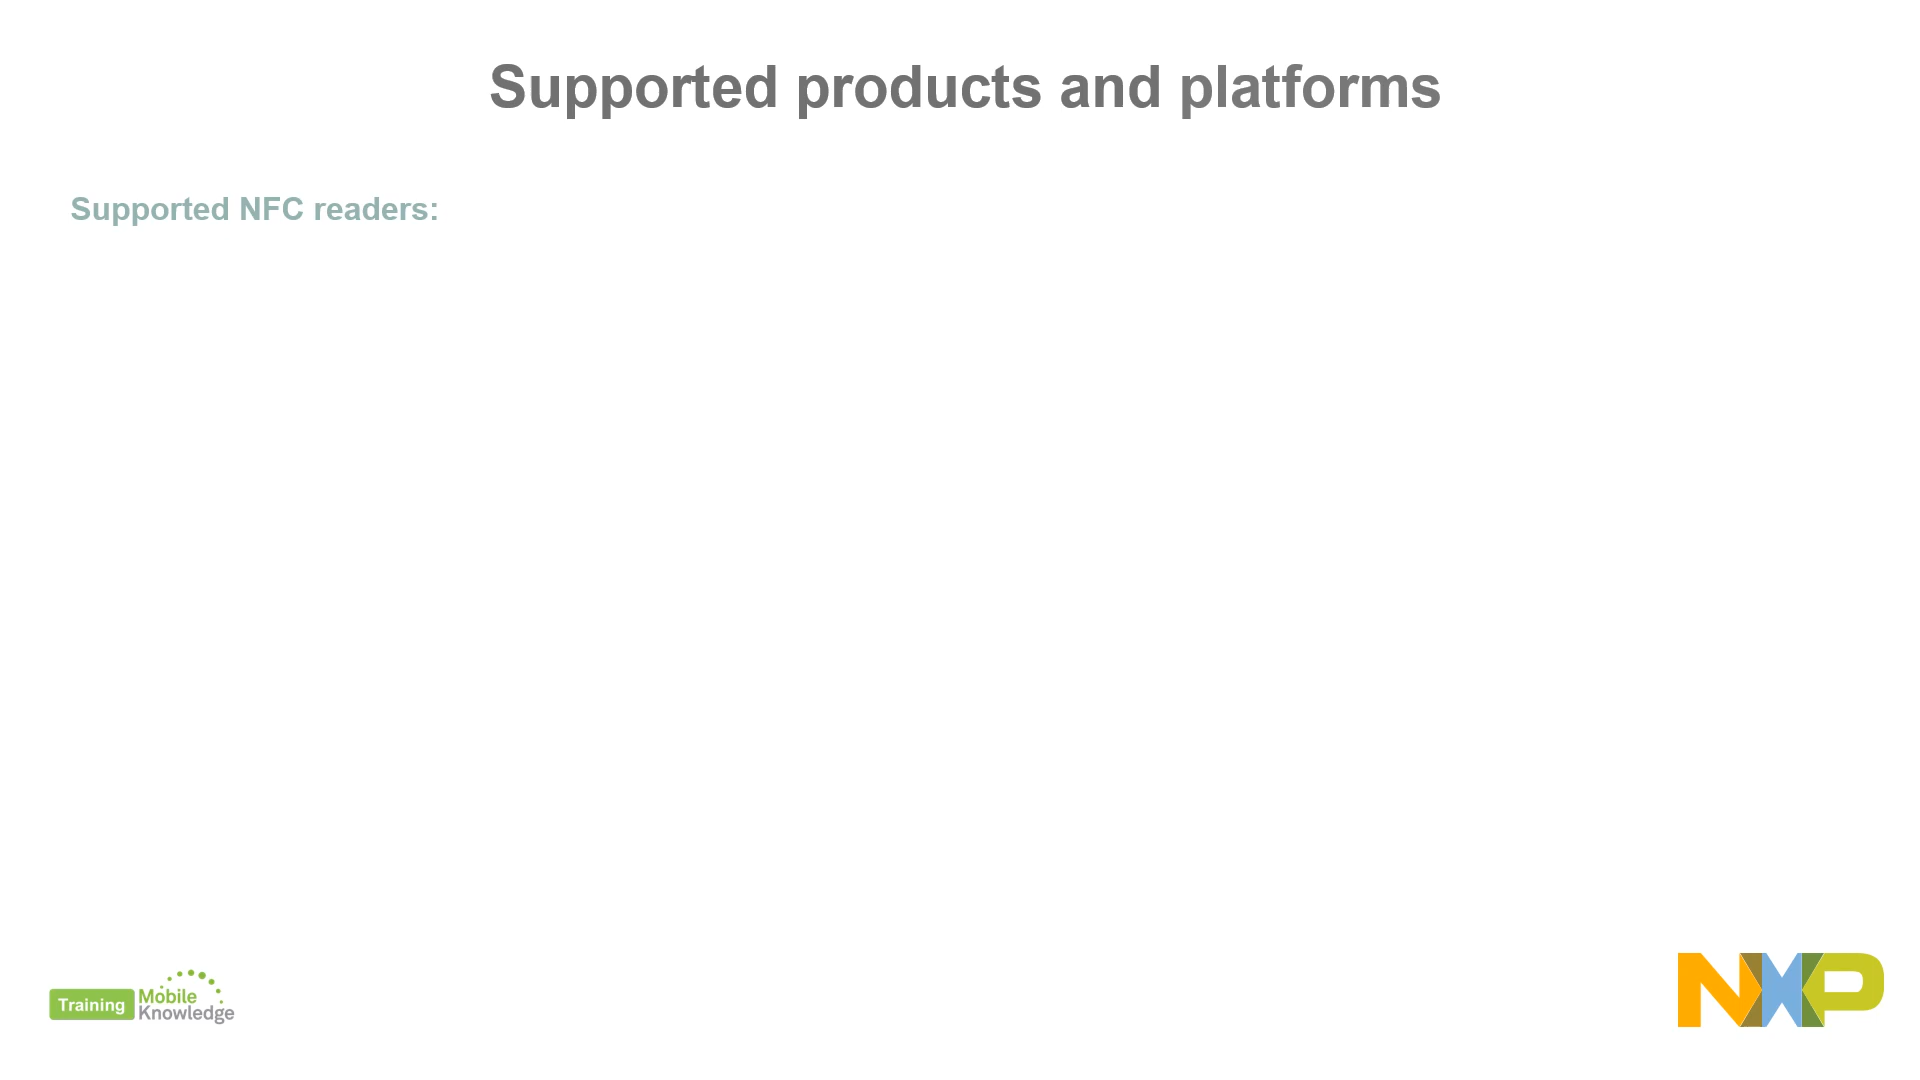 Supported products and platforms
Supported NFC readers:
Training
Mobile
Knowledge
NXP